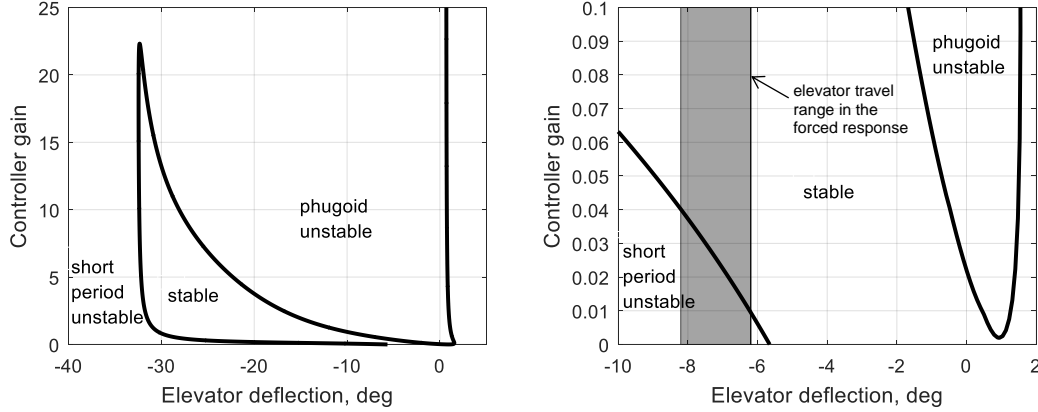 25
20
15
10
5
0
Controller gain
phugoid
unstable
short
period
unstable
stable
-40
-30
-20
-10
0
Elevator deflection, deg
0.1
0.09
0.08
0.07
0.06
0.05
0.04
0.03
0.02
0.01
0
Controller gain
phugoid
unstable
elevator travel
range in the
forced response
stable
short
period
unstable
-10
-8
-6
-4
-2
0
2
Elevator deflection, deg